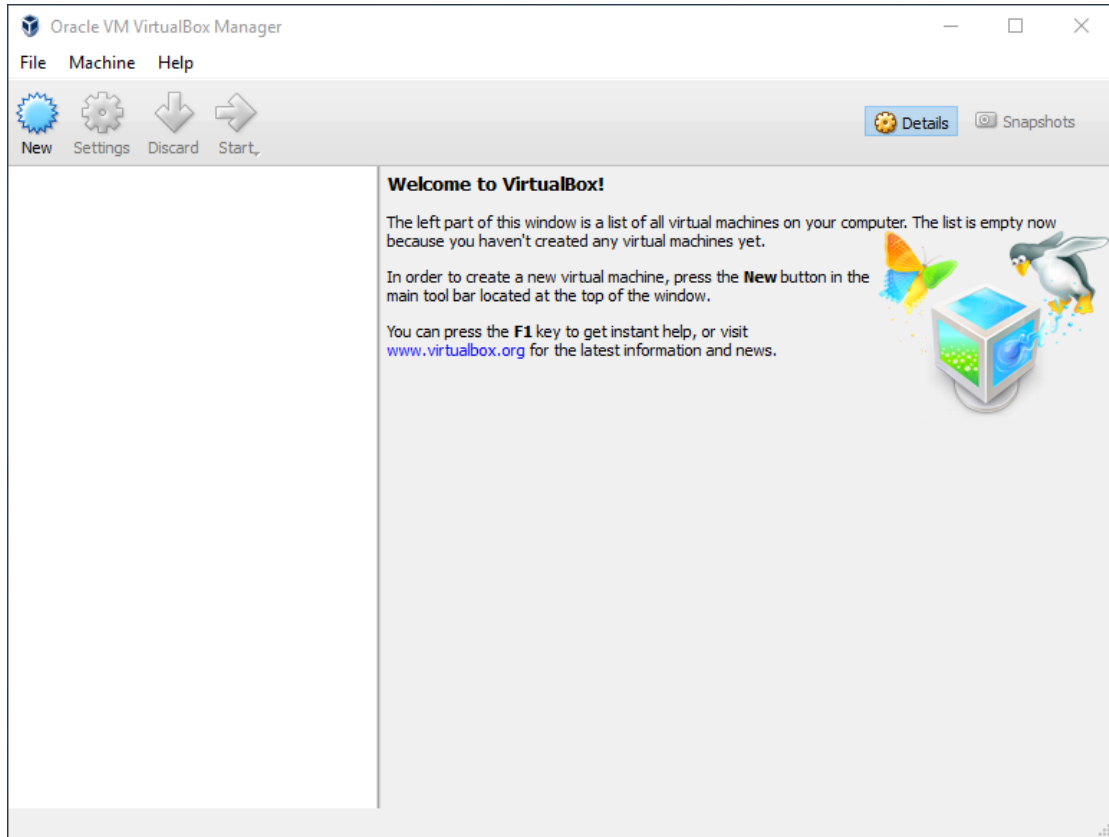 Oracle VM VirtualBox Manager
File Machine Help
New Settings Discard Start
Details Snapshots
Welcome to VirtualBox!
The left part of this window is a list of all virtual machines on your computer. The list is empty now
because you haven't created any virtual machines yet.
In order to create a new virtual machine, press the New button in the
main tool bar located at the top of the window.
You can press the F1 key to get instant help, or visit
www.virtualbox.org for the latest information and news.